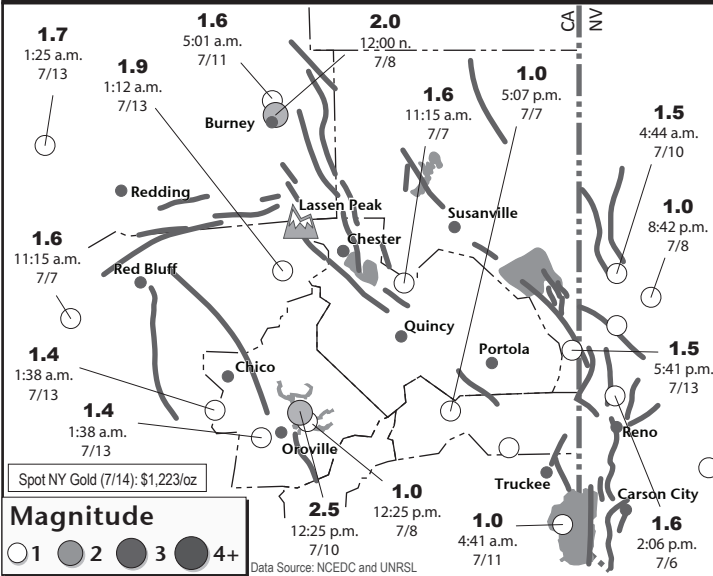 CA NV
1.7
1:25 a.m.
7/13
1.6
5:01 a.m.
7/11
2.0
12:00 n.
7/8
1.9
1:12 a.m.
7/13
1.6
11:15 a.m.
7/7
1.0
5:07 p.m.
7/7
1.5
4:44 a.m.
7/10
Burney
Redding
Lassen Peak
Susanville
1.0
8:42 p.m.
7/8
1.6
11:15 a.m.
7/7
Chester
Red Bluff
Quincy
Portola
1.5
5:41 p.m.
7/13
1.4
1:38 a.m.
7/13
Chico
1.4
1:38 a.m.
7/13
Oroville
Reno
Truckee
Carson City
Spot NY Gold (7/14): $1,223/oz
1.0
12:25 p.m.
7/8
2.5
12:25 p.m.
7/10
1.0
4:41 a.m.
7/11
1.6
2:06 p.m.
7/6
Magnitude
1 2 3 4+
Data Source: NCEDC and UNRSL